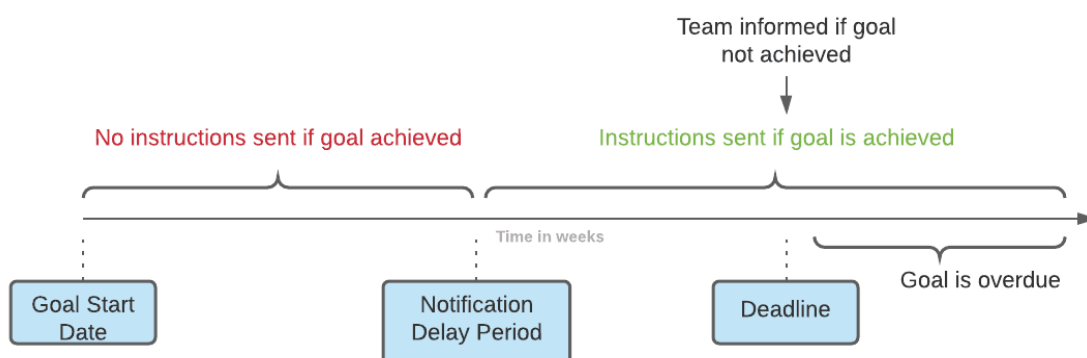 Team informed if goal
not achieved
No instructions sent if goal achieved
Instructions sent if goal is achieved
Time in weeks
Goal is overdue
Goal Start
Date
Notification
Delay Period
Deadline